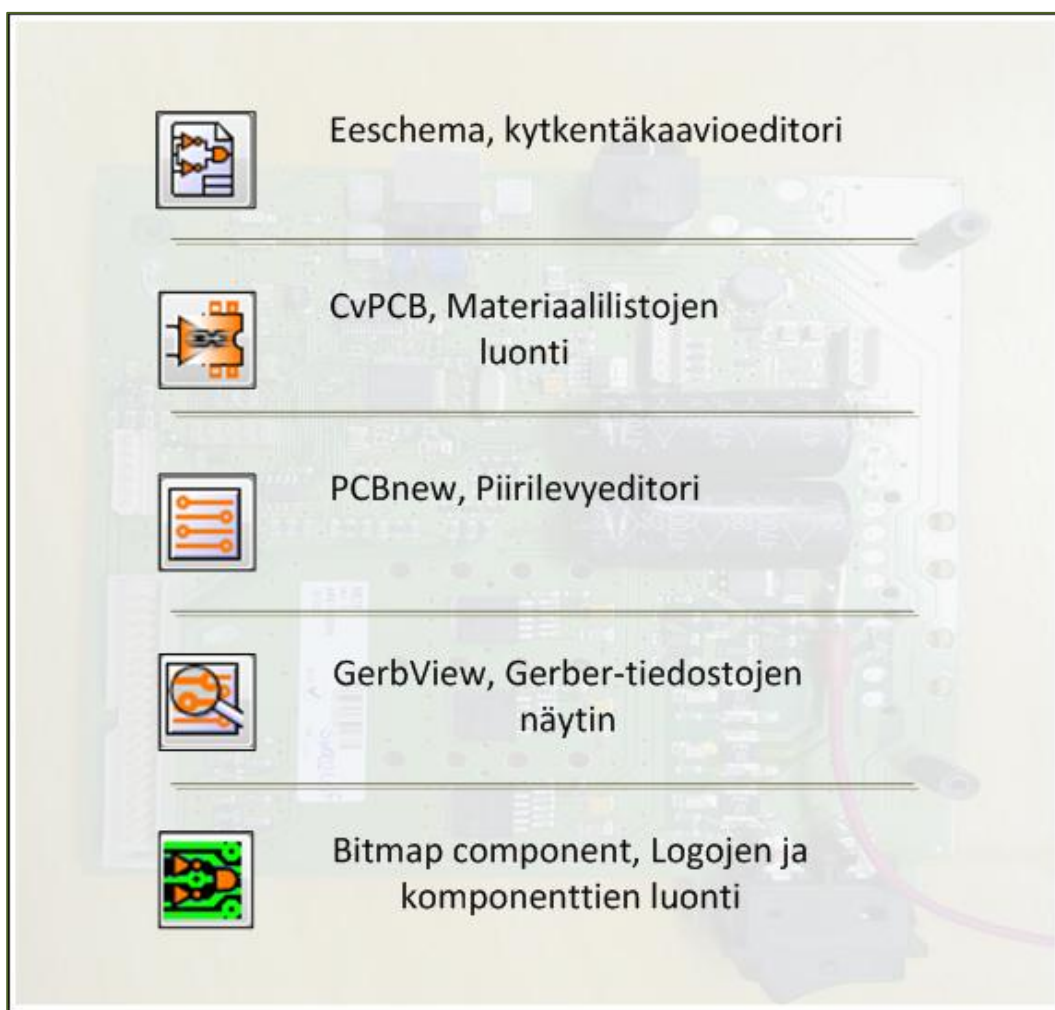 Eeschema, kytkentäkaavioeditori
CvPCB, Materiaalilistojen
luonti
PCBnew, Piirilevyeditori
GerbView, Gerber-tiedostojen
näytin
Bitmap component, Logojen ja
komponenttien luonti